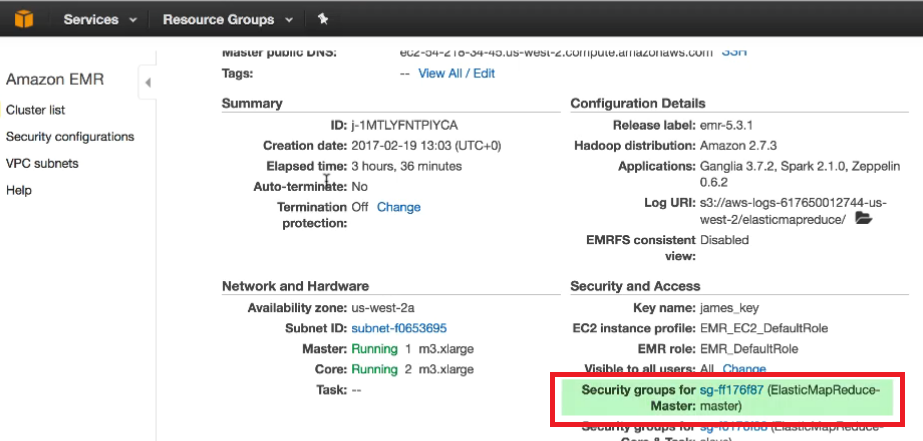 Services Resource Groups
Master public DNS: ec2-54-218-34-45.us-west-2.compute.amazonaws.com SSH
Amazon EMR
Tags: -- View All / Edit
Cluster list
Security configurations
VPC subnets
Help
Summary
ID: j-1MTLYFNTPIYCA
Creation date: 2017-02-19 13:03 (UTC+0)
Elapsed time: 3 hours, 36 minutes
Auto-terminate: No
Termination Off Change
protection:
Configuration Details
Release label: emr-5.3.1
Hadoop distribution: Amazon 2.7.3
Applications: Ganglia 3.7.2, Spark 2.1.0, Zeppelin
0.6.2
Log URI: s3://aws-logs-617650012744-us-
west-2/elasticmapreduce/
EMRFS consistent Disabled
view:
Network and Hardware
Availability zone: us-west-2a
Subnet ID: subnet-f0653695
Master: Running 1 m3.xlarge
Core: Running 2 m3.xlarge
Task: --
Security and Access
Key name: james_key
EC2 instance profile: EMR_EC2_DefaultRole
EMR role: EMR_DefaultRole
Visible to all users: All Change
Security groups for sg-ff176f87 (ElasticMapReduce-
Master: master)
Security groups for (ElasticMapReduce-
Core & Task: slave)